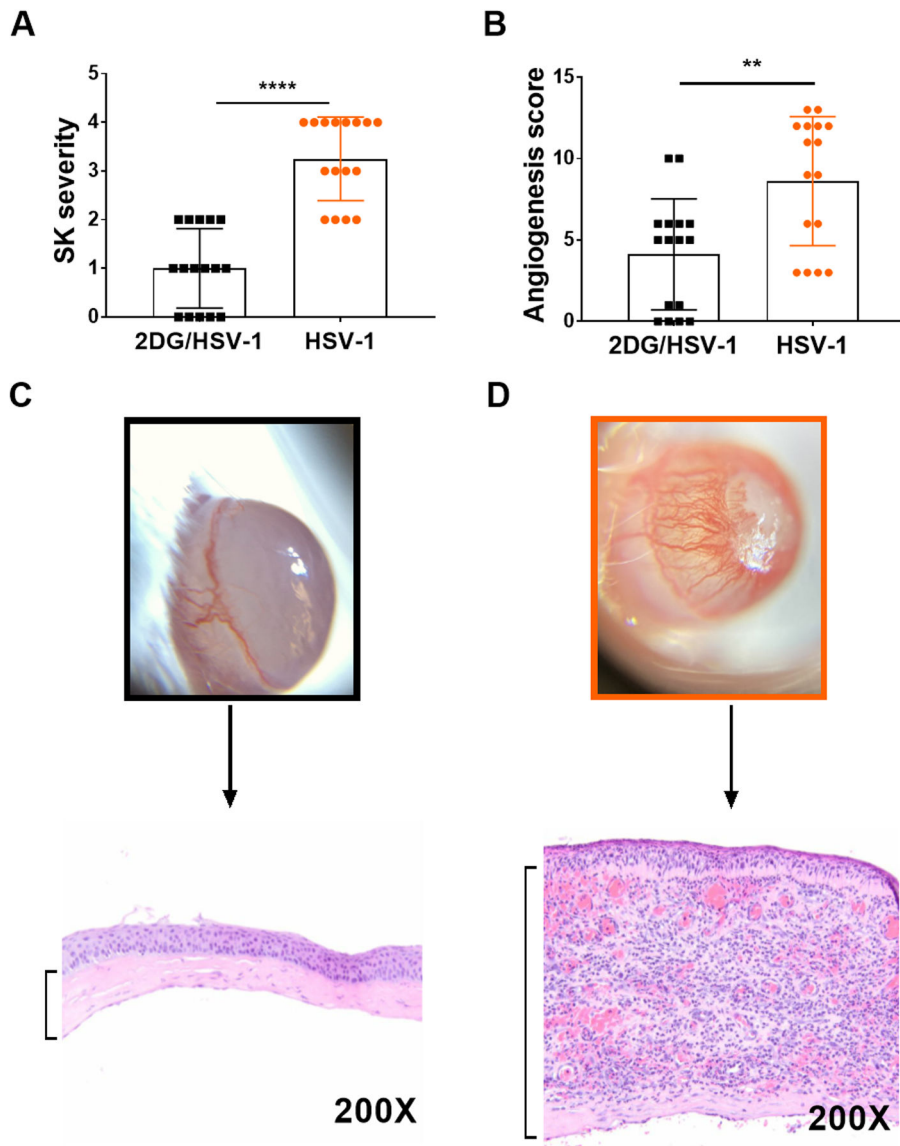 A
5
4
3
2
1
0
SK severity
****
2DG/HSV-1
HSV-1
B
15
10
5
0
Angiogenesis score
**
2DG/HSV-1
HSV-1
C
D
200X
200X